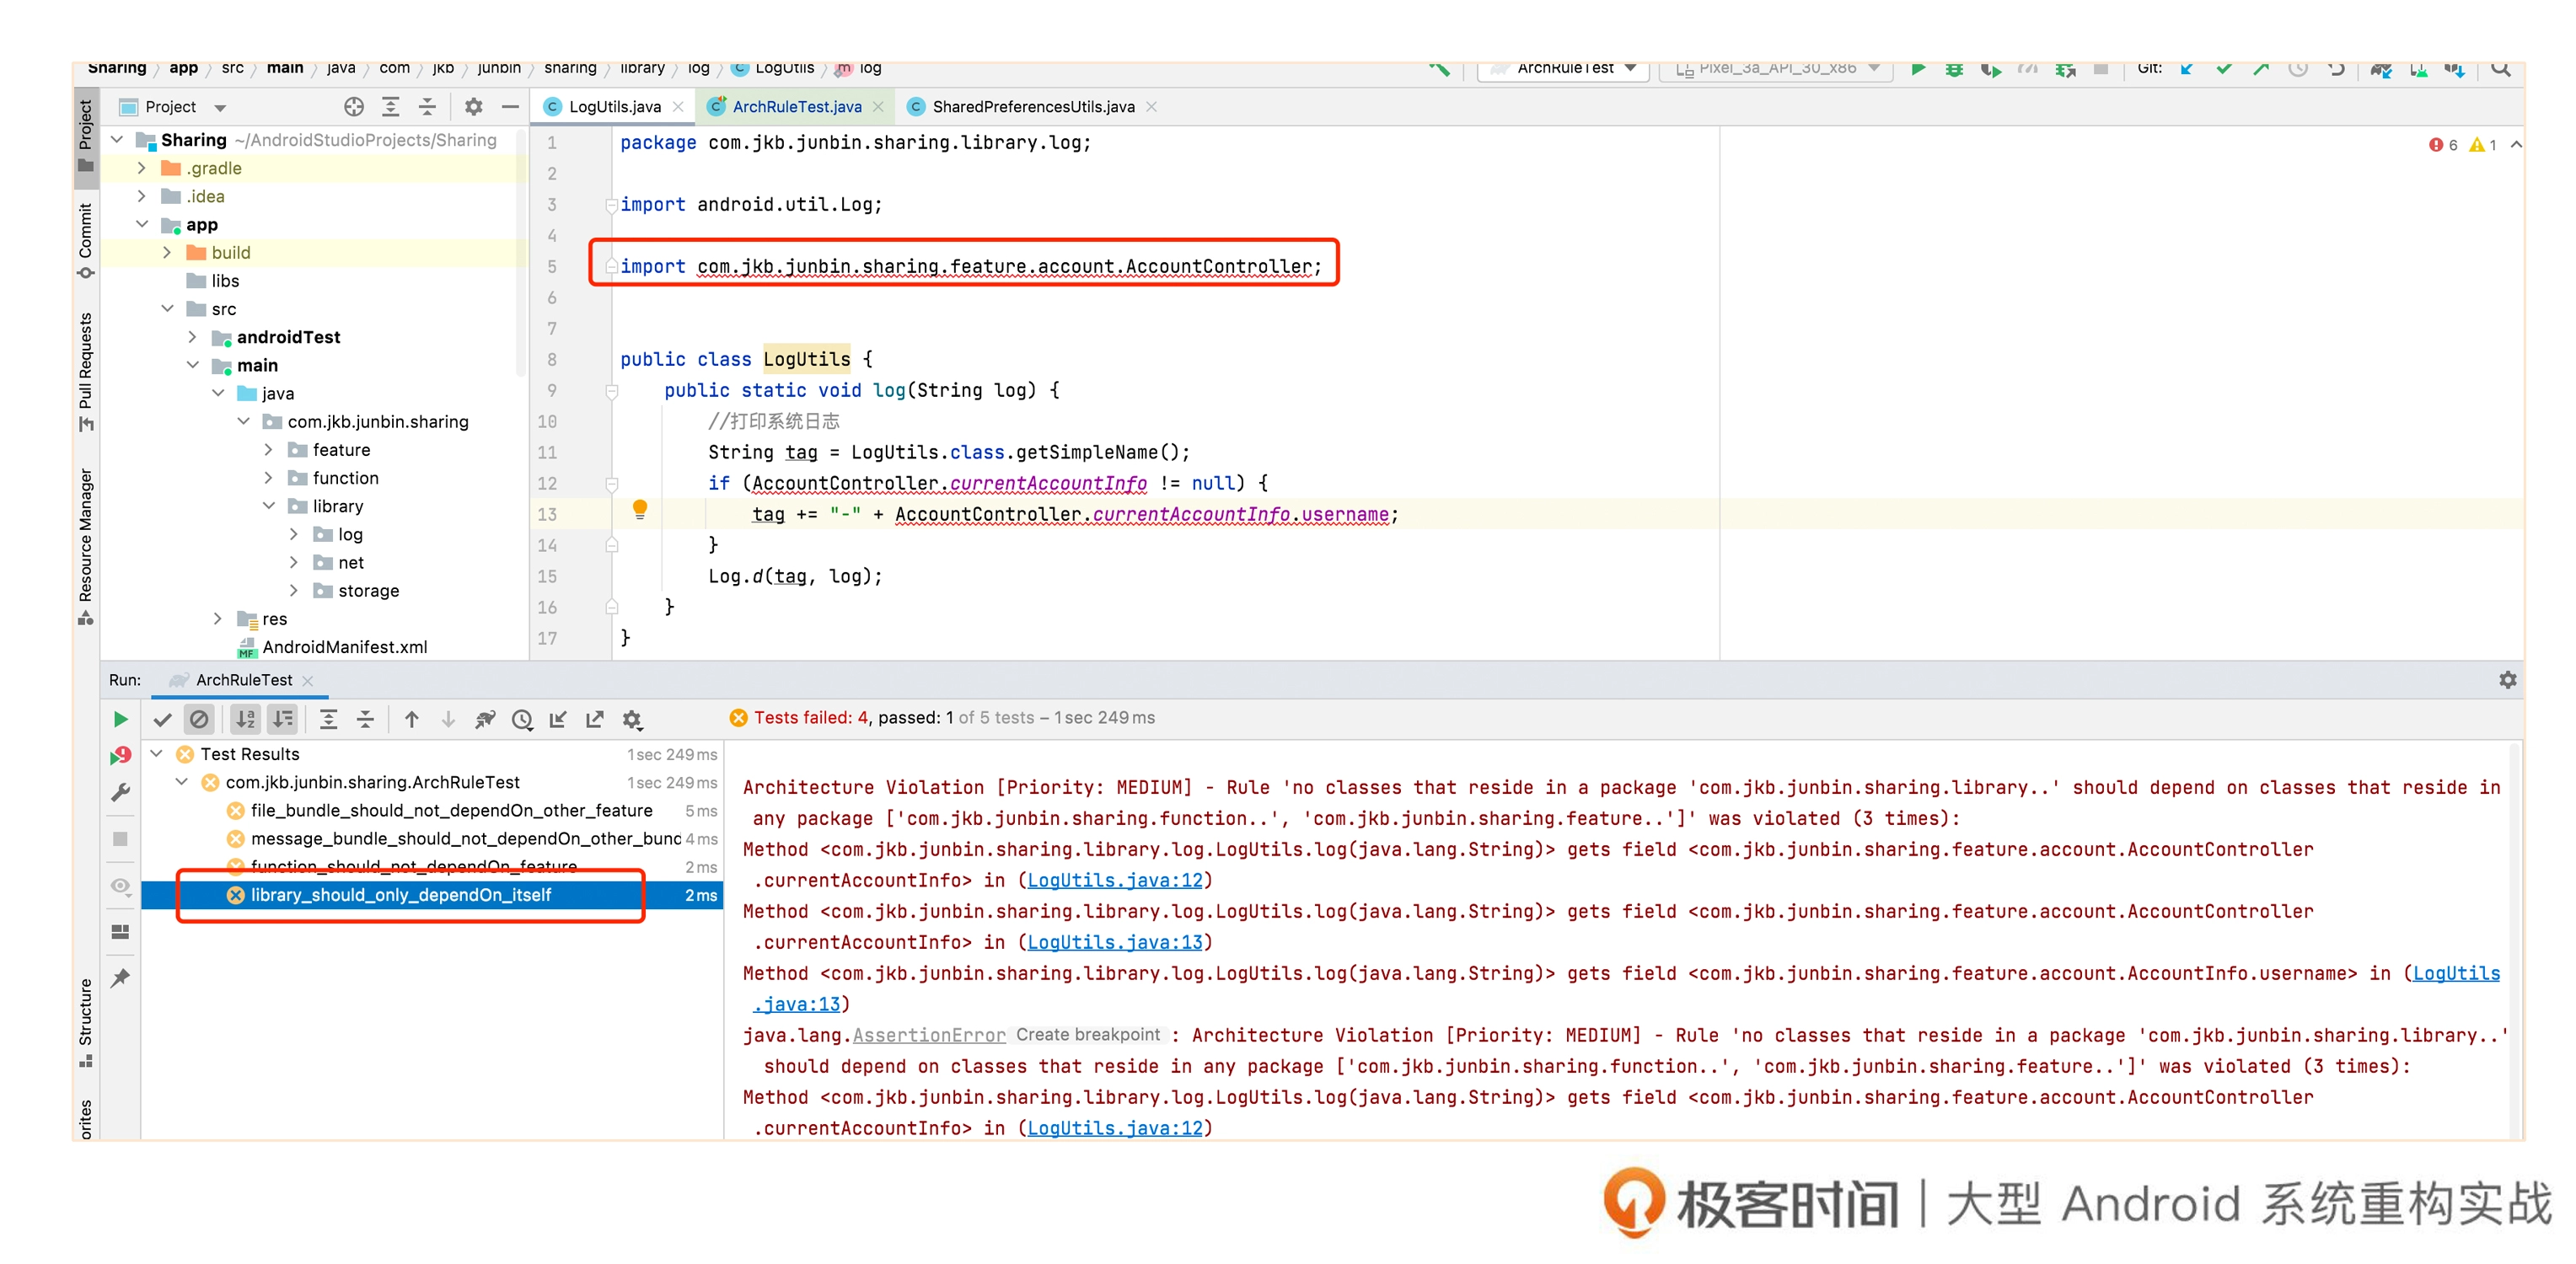 Sharing app src main java com jkb junbin sharing library log LogUtils log
ArchRuleTest Pixel_3a_API_30_x86 Git:
Project
LogUtils.java ArchRuleTest.java SharedPreferencesUtils.java
Project
Commit
Pull Requests
Resource Manager
Structure
orites
Sharing ~/AndroidStudioProjects/Sharing
.gradle
.idea
app
build
libs
src
androidTest
main
java
com.jkb.junbin.sharing
feature
function
library
log
net
storage
res
AndroidManifest.xml
6 1
1 package com.jkb.junbin.sharing.library.log;
2
3 import android.util.Log;
4
5 import com.jkb.junbin.sharing.feature.account.AccountController;
6
7
8 public class LogUtils {
9 public static void log(String log) {
10 //打印系统日志
11 String tag = LogUtils.class.getSimpleName();
12 if (AccountController.currentAccountInfo != null) {
13 tag += "-" + AccountController.currentAccountInfo.username;
14 }
15 Log.d(tag, log);
16 }
17 }
Run: ArchRuleTest
Tests failed: 4, passed: 1 of 5 tests – 1 sec 249 ms
Test Results 1 sec 249 ms
com.jkb.junbin.sharing.ArchRuleTest 1 sec 249 ms
file_bundle_should_not_dependOn_other_feature 5 ms
message_bundle_should_not_dependOn_other_bund 4 ms
function_should_not_dependOn_feature 2 ms
library_should_only_dependOn_itself 2 ms
Architecture Violation [Priority: MEDIUM] - Rule 'no classes that reside in a package 'com.jkb.junbin.sharing.library..' should depend on classes that reside in
any package ['com.jkb.junbin.sharing.function..', 'com.jkb.junbin.sharing.feature..']' was violated (3 times):
Method <com.jkb.junbin.sharing.library.log.LogUtils.log(java.lang.String)> gets field <com.jkb.junbin.sharing.feature.account.AccountController
.currentAccountInfo> in (LogUtils.java:12)
Method <com.jkb.junbin.sharing.library.log.LogUtils.log(java.lang.String)> gets field <com.jkb.junbin.sharing.feature.account.AccountController
.currentAccountInfo> in (LogUtils.java:13)
Method <com.jkb.junbin.sharing.library.log.LogUtils.log(java.lang.String)> gets field <com.jkb.junbin.sharing.feature.account.AccountInfo.username> in (LogUtils
.java:13)
java.lang.AssertionError Create breakpoint : Architecture Violation [Priority: MEDIUM] - Rule 'no classes that reside in a package 'com.jkb.junbin.sharing.library..'
should depend on classes that reside in any package ['com.jkb.junbin.sharing.function..', 'com.jkb.junbin.sharing.feature..']' was violated (3 times):
Method <com.jkb.junbin.sharing.library.log.LogUtils.log(java.lang.String)> gets field <com.jkb.junbin.sharing.feature.account.AccountController
.currentAccountInfo> in (LogUtils.java:12)
极客时间 | 大型 Android 系统重构实战